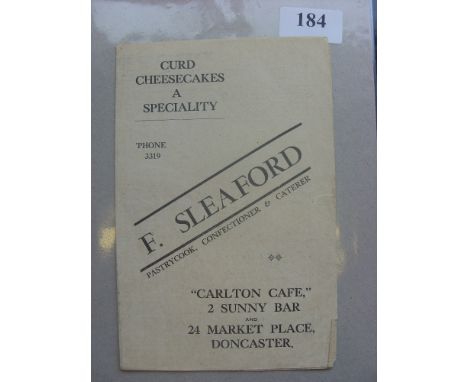 184
CURD
CHEESECAKES
A
SPECIALITY
'PHONE
3319
F. SLEAFORD
PASTRYCOOK, CONFECTIONER & CATERER
"CARLTON CAFE,"
2 SUNNY BAR
AND
24 MARKET PLACE,
DONCASTER.